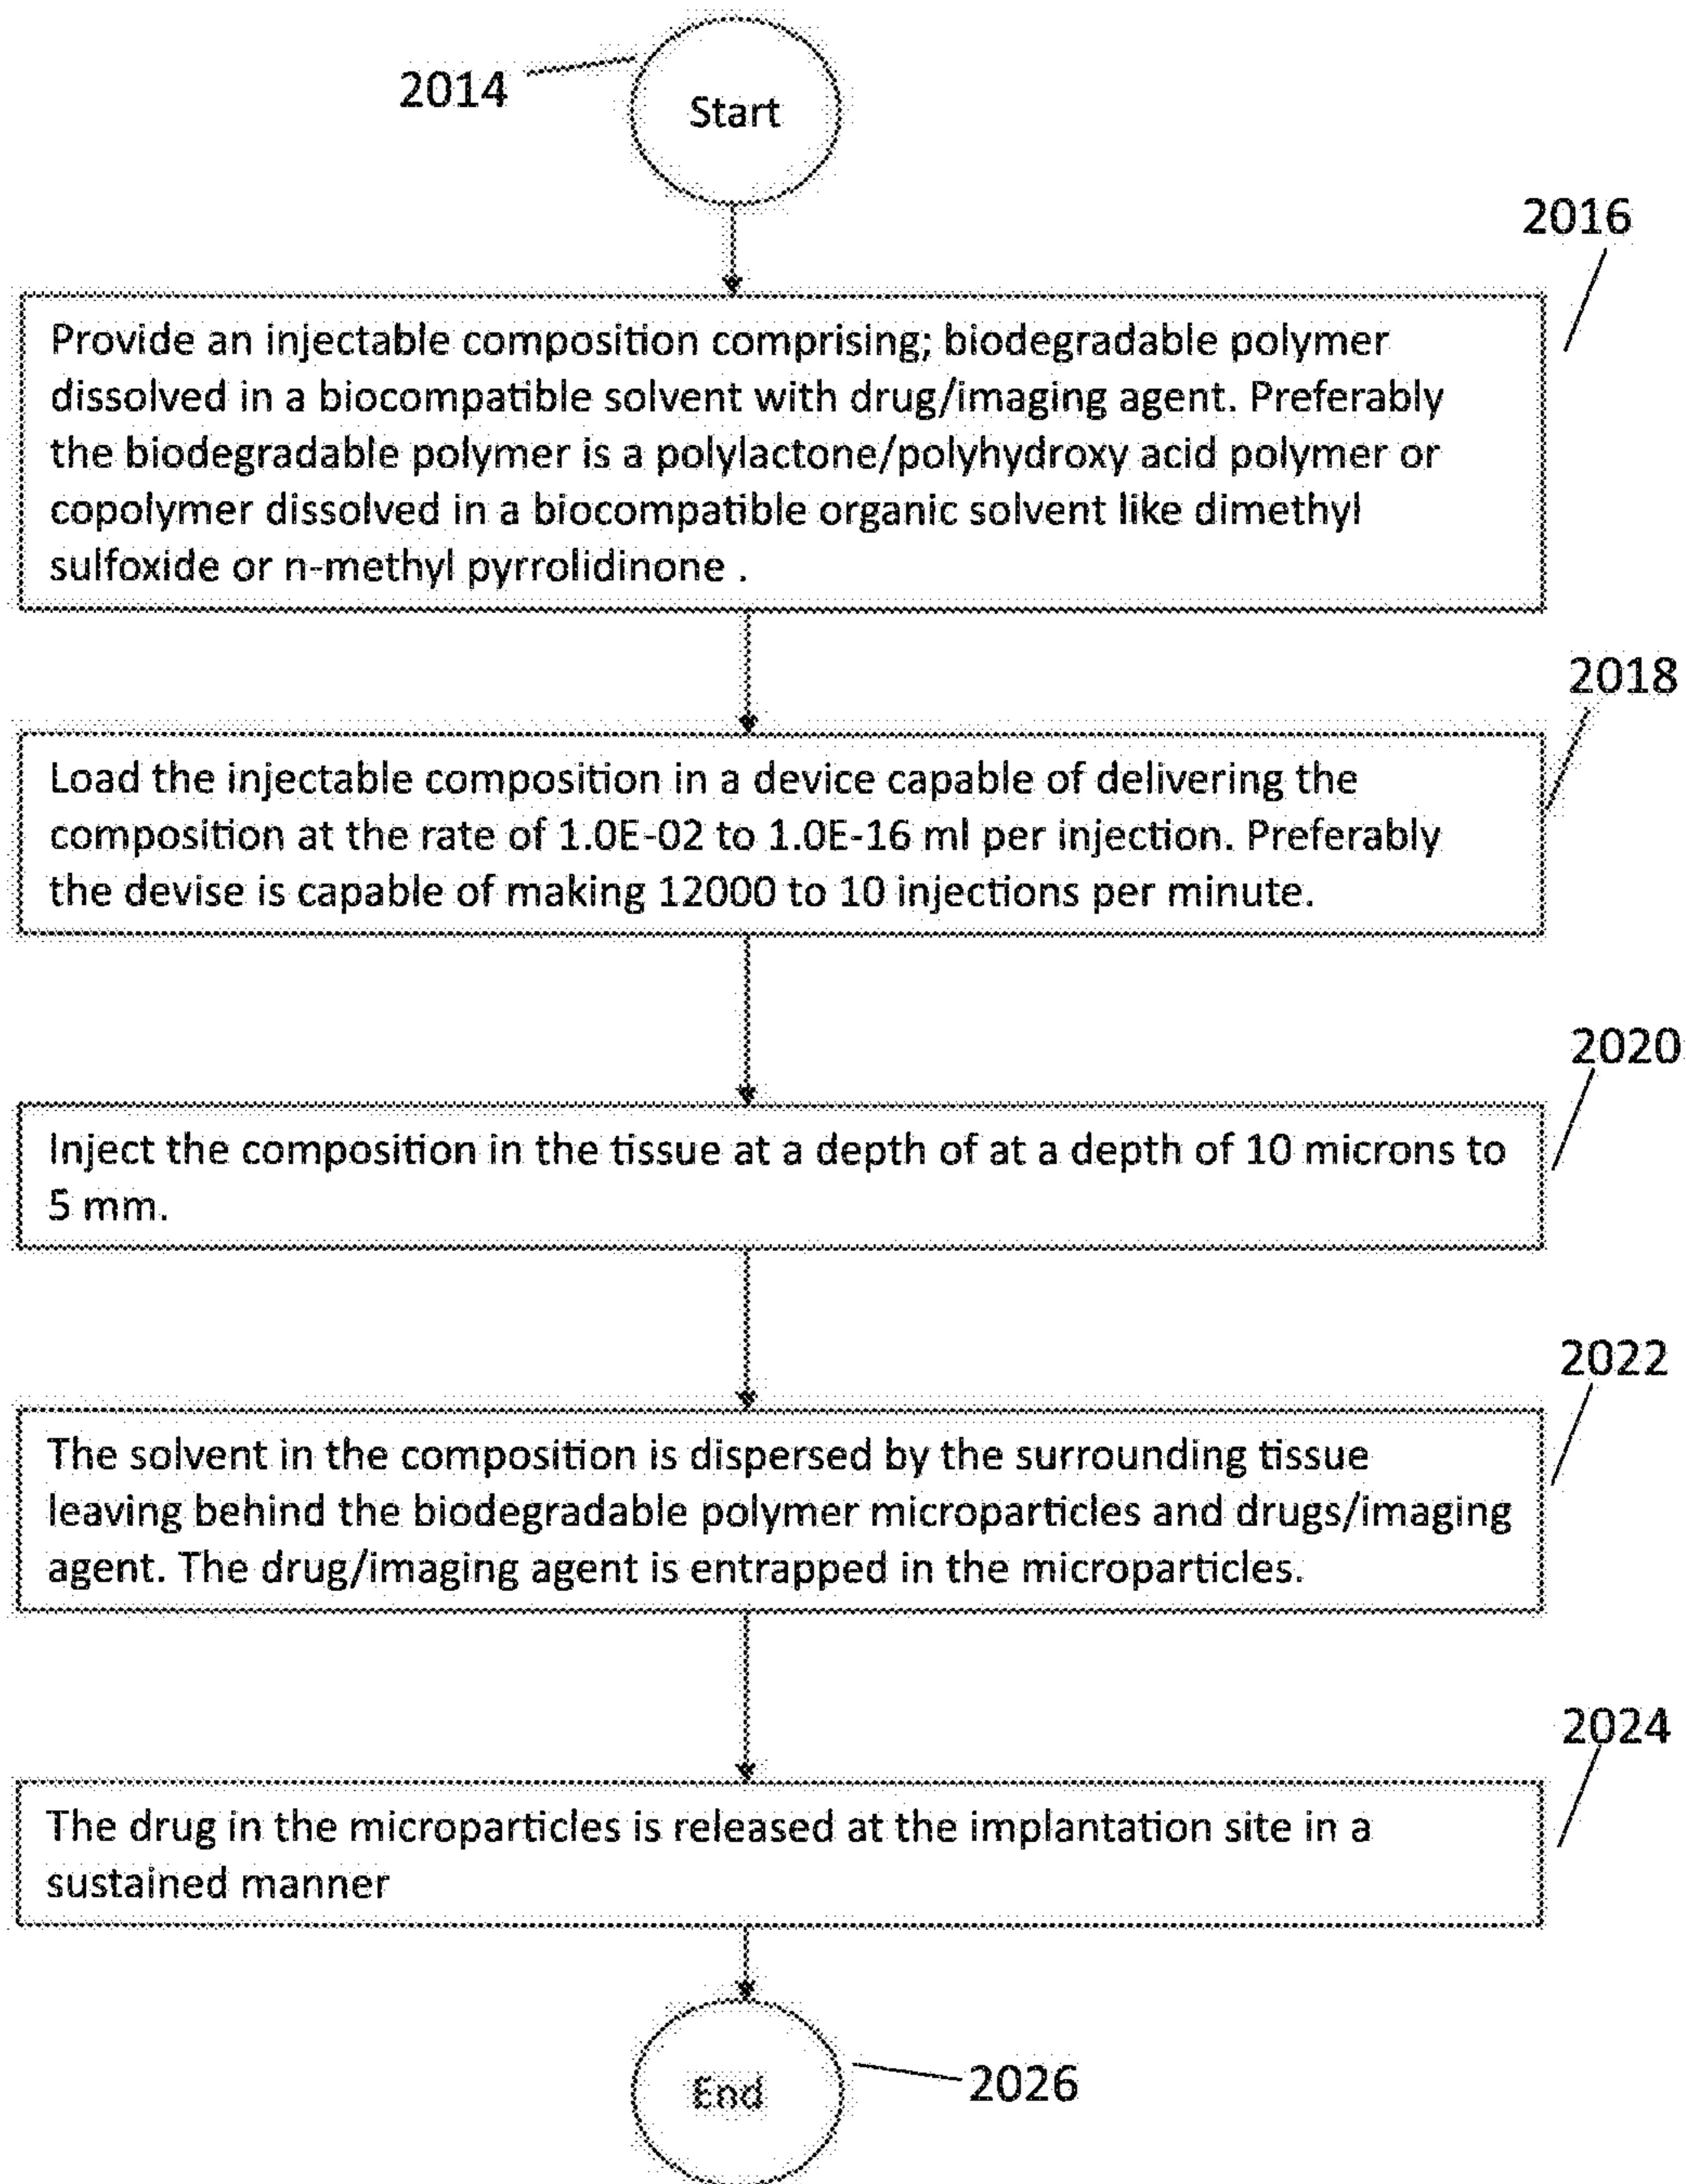 2014
Start
2016
Provide an injectable composition comprising; biodegradable polymer
dissolved in a biocompatible solvent with drug/imaging agent. Preferably
the biodegradable polymer is a polylactone/polyhydroxy acid polymer or
copolymer dissolved in a biocompatible organic solvent like dimethyl
sulfoxide or n-methyl pyrrolidinone .
2018
Load the injectable composition in a device capable of delivering the
composition at the rate of 1.0E-02 to 1.0E-16 ml per injection. Preferably
the devise is capable of making 12000 to 10 injections per minute.
2020
Inject the composition in the tissue at a depth of at a depth of 10 microns to
5 mm.
2022
The solvent in the composition is dispersed by the surrounding tissue
leaving behind the biodegradable polymer microparticles and drugs/imaging
agent. The drug/imaging agent is entrapped in the microparticles.
2024
The drug in the microparticles is released at the implantation site in a
sustained manner
End
2026